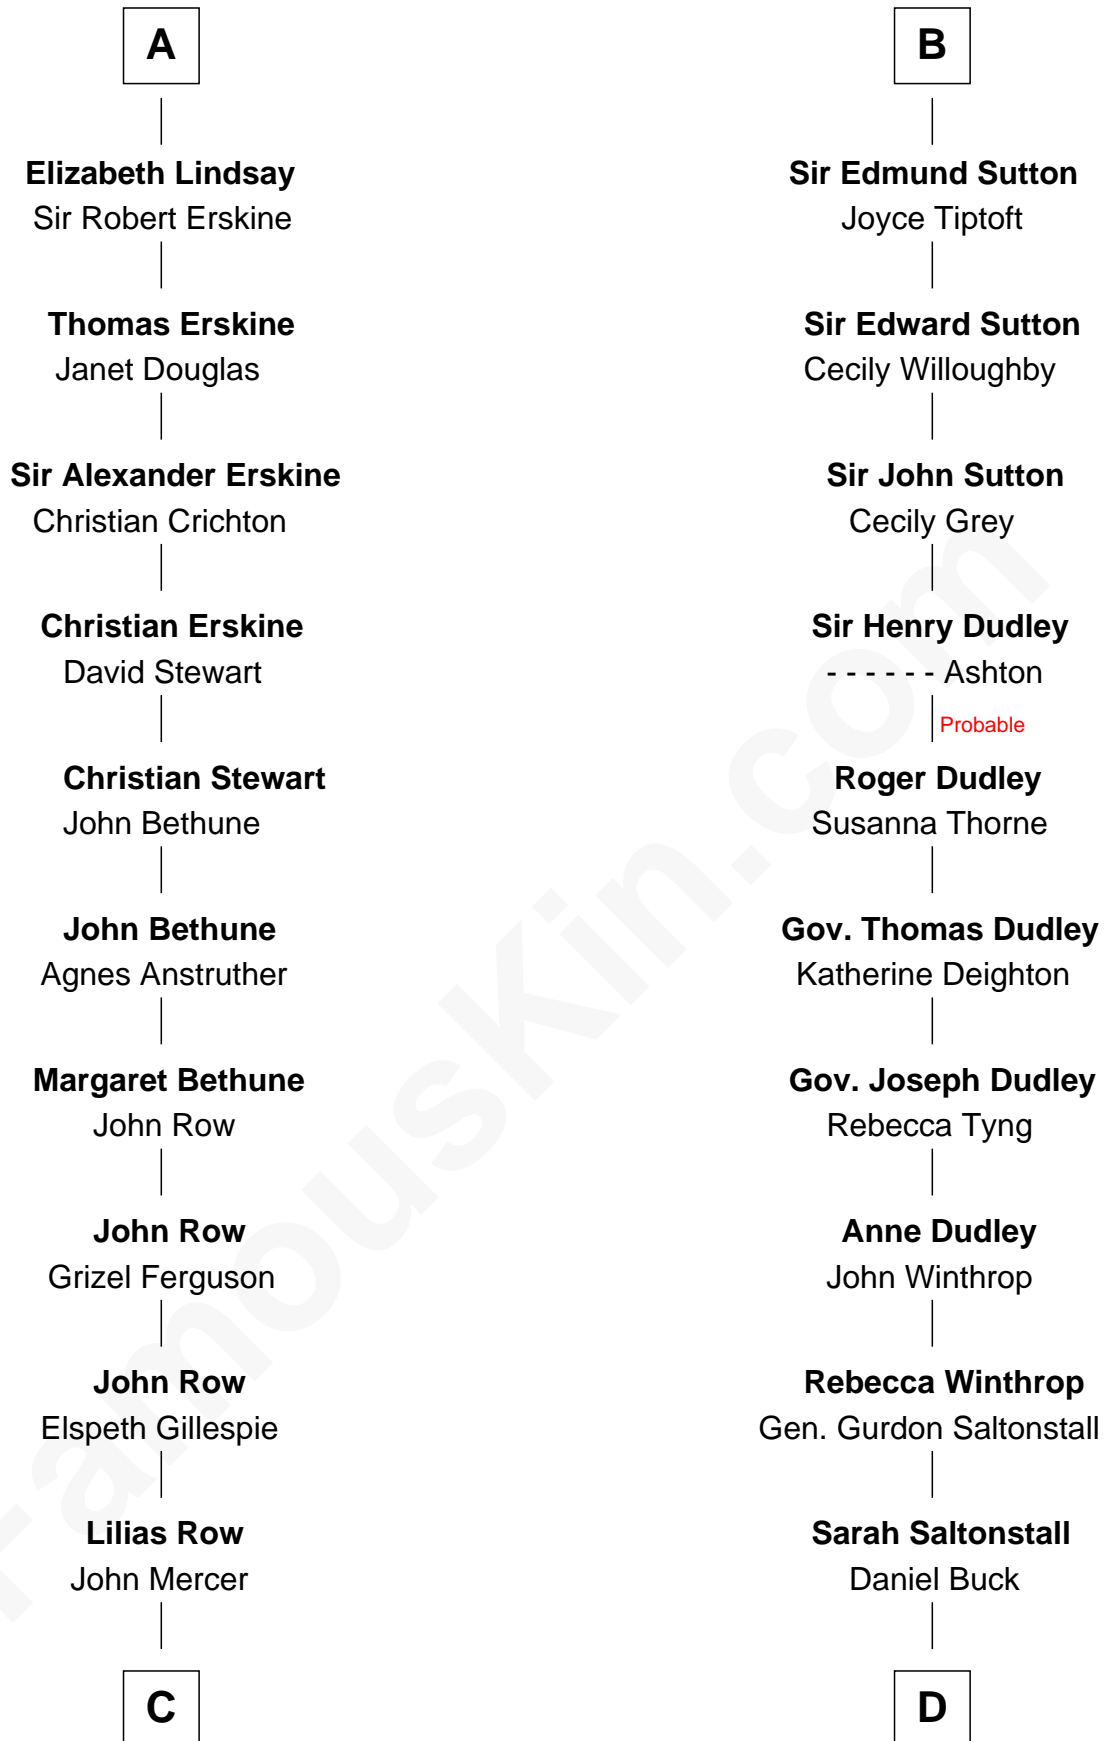 A
Elizabeth Lindsay
Sir Robert Erskine
Thomas Erskine
Janet Douglas
Sir Alexander Erskine
Christian Crichton
Christian Erskine
David Stewart
Christian Stewart
John Bethune
John Bethune
Agnes Anstruther
Margaret Bethune
John Row
John Row
Grizel Ferguson
John Row
Elspeth Gillespie
Lilias Row
John Mercer
C
B
Sir Edmund Sutton
Joyce Tiptoft
Sir Edward Sutton
Cecily Willoughby
Sir John Sutton
Cecily Grey
Sir Henry Dudley
- - - - - - Ashton
Probable
Roger Dudley
Susanna Thorne
Gov. Thomas Dudley
Katherine Deighton
Gov. Joseph Dudley
Rebecca Tyng
Anne Dudley
John Winthrop
Rebecca Winthrop
Gen. Gurdon Saltonstall
Sarah Saltonstall
Daniel Buck
D
FamousKin.com